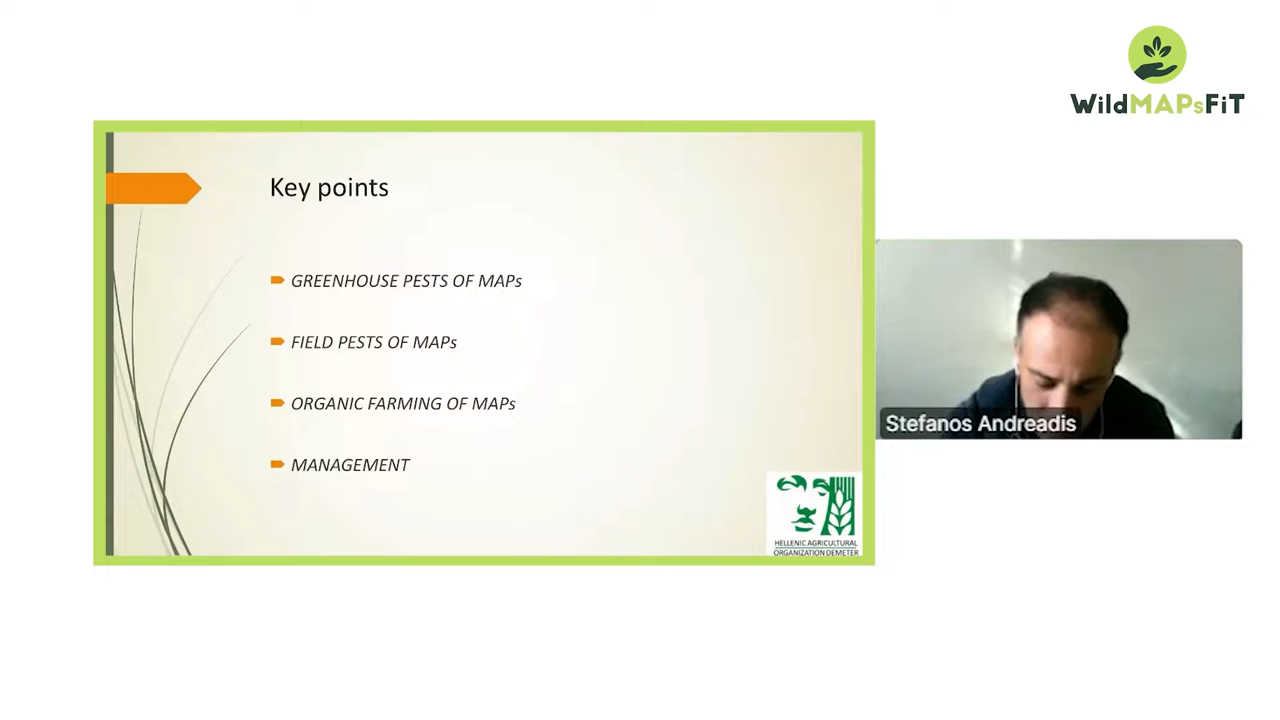 WildMAPsFiT
Key points
GREENHOUSE PESTS OF MAPs
FIELD PESTS OF MAPs
ORGANIC FARMING OF MAPs
MANAGEMENT
HELLENIC AGRICULTURAL
ORGANIZATION DEMETER
Stefanos Andreadis